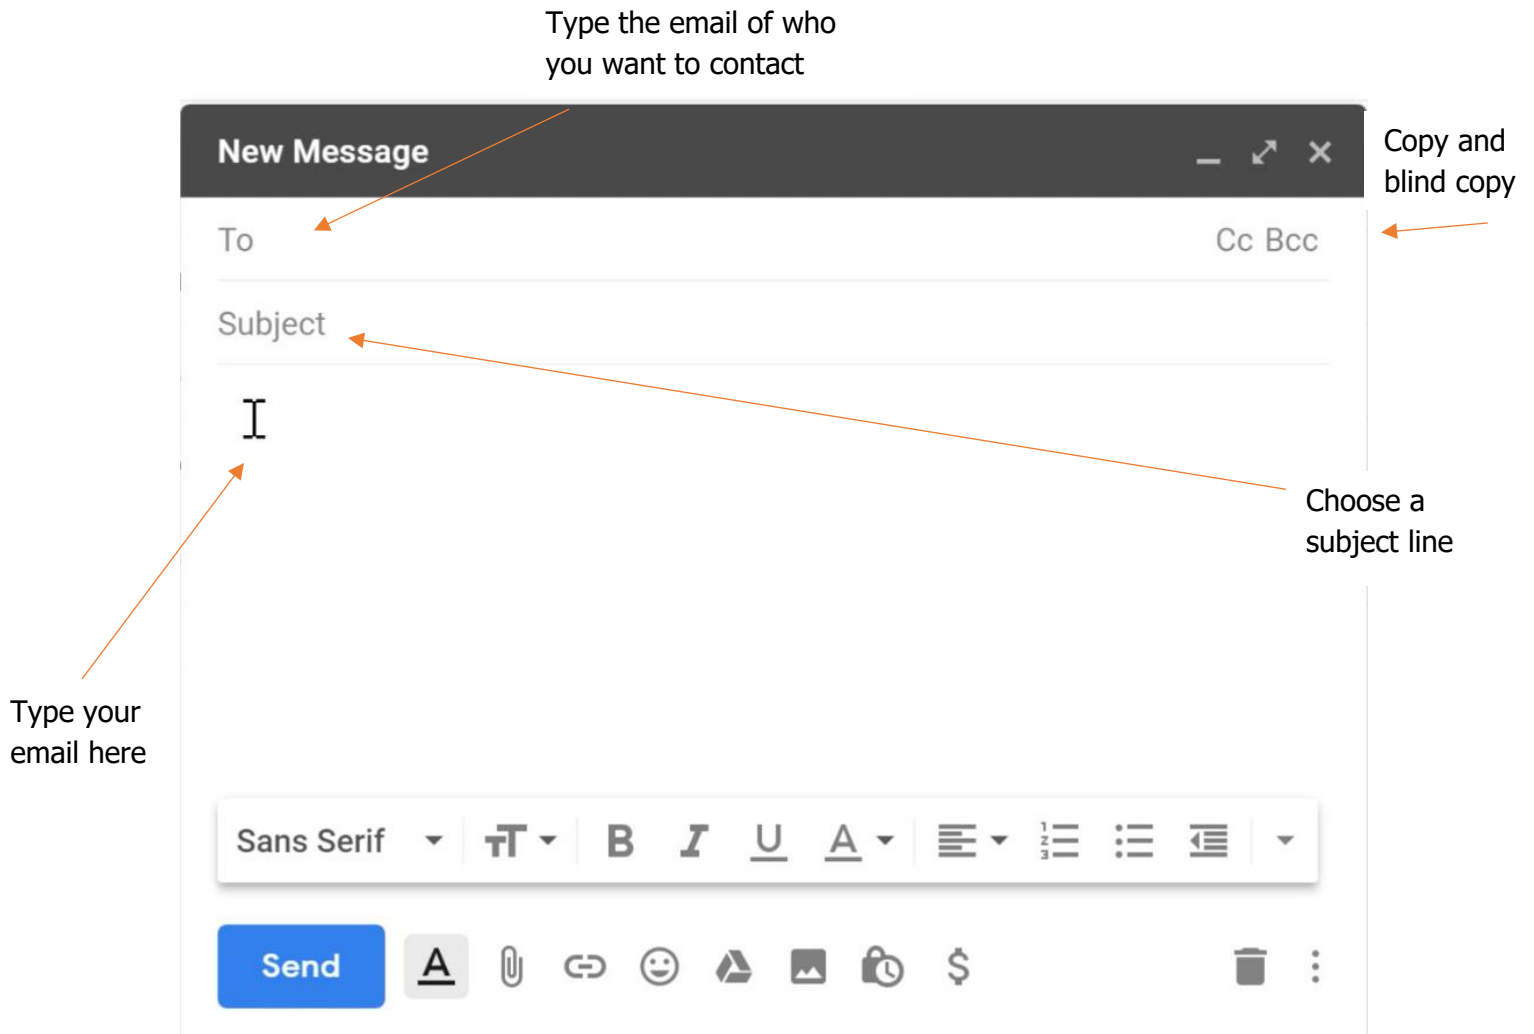 Type the email of who
you want to contact
New Message
Copy and
blind copy
To
Cc Bcc
Subject
Choose a
subject line
Type your
email here
Sans Serif
Send